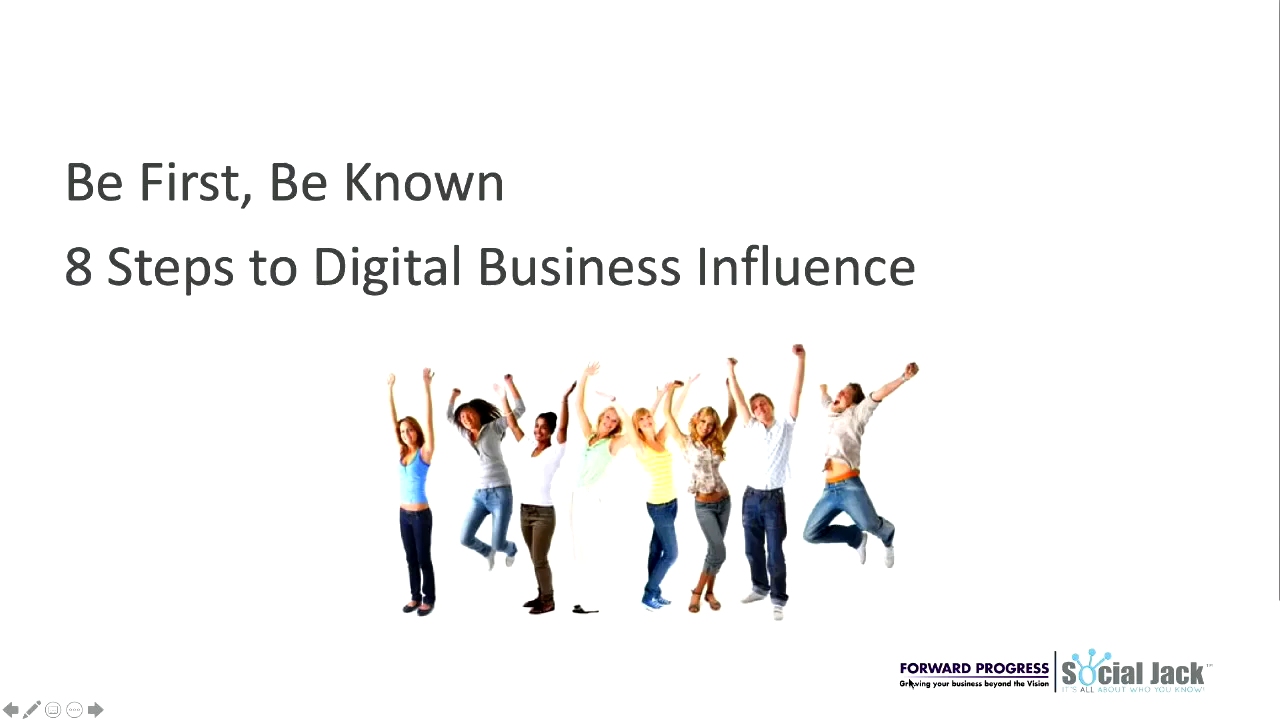 Be First, Be Known
8 Steps to Digital Business Influence
FORWARD PROGRESS
Growing your business beyond the Vision
Social Jack™
IT'S ALL ABOUT WHO YOU KNOW!